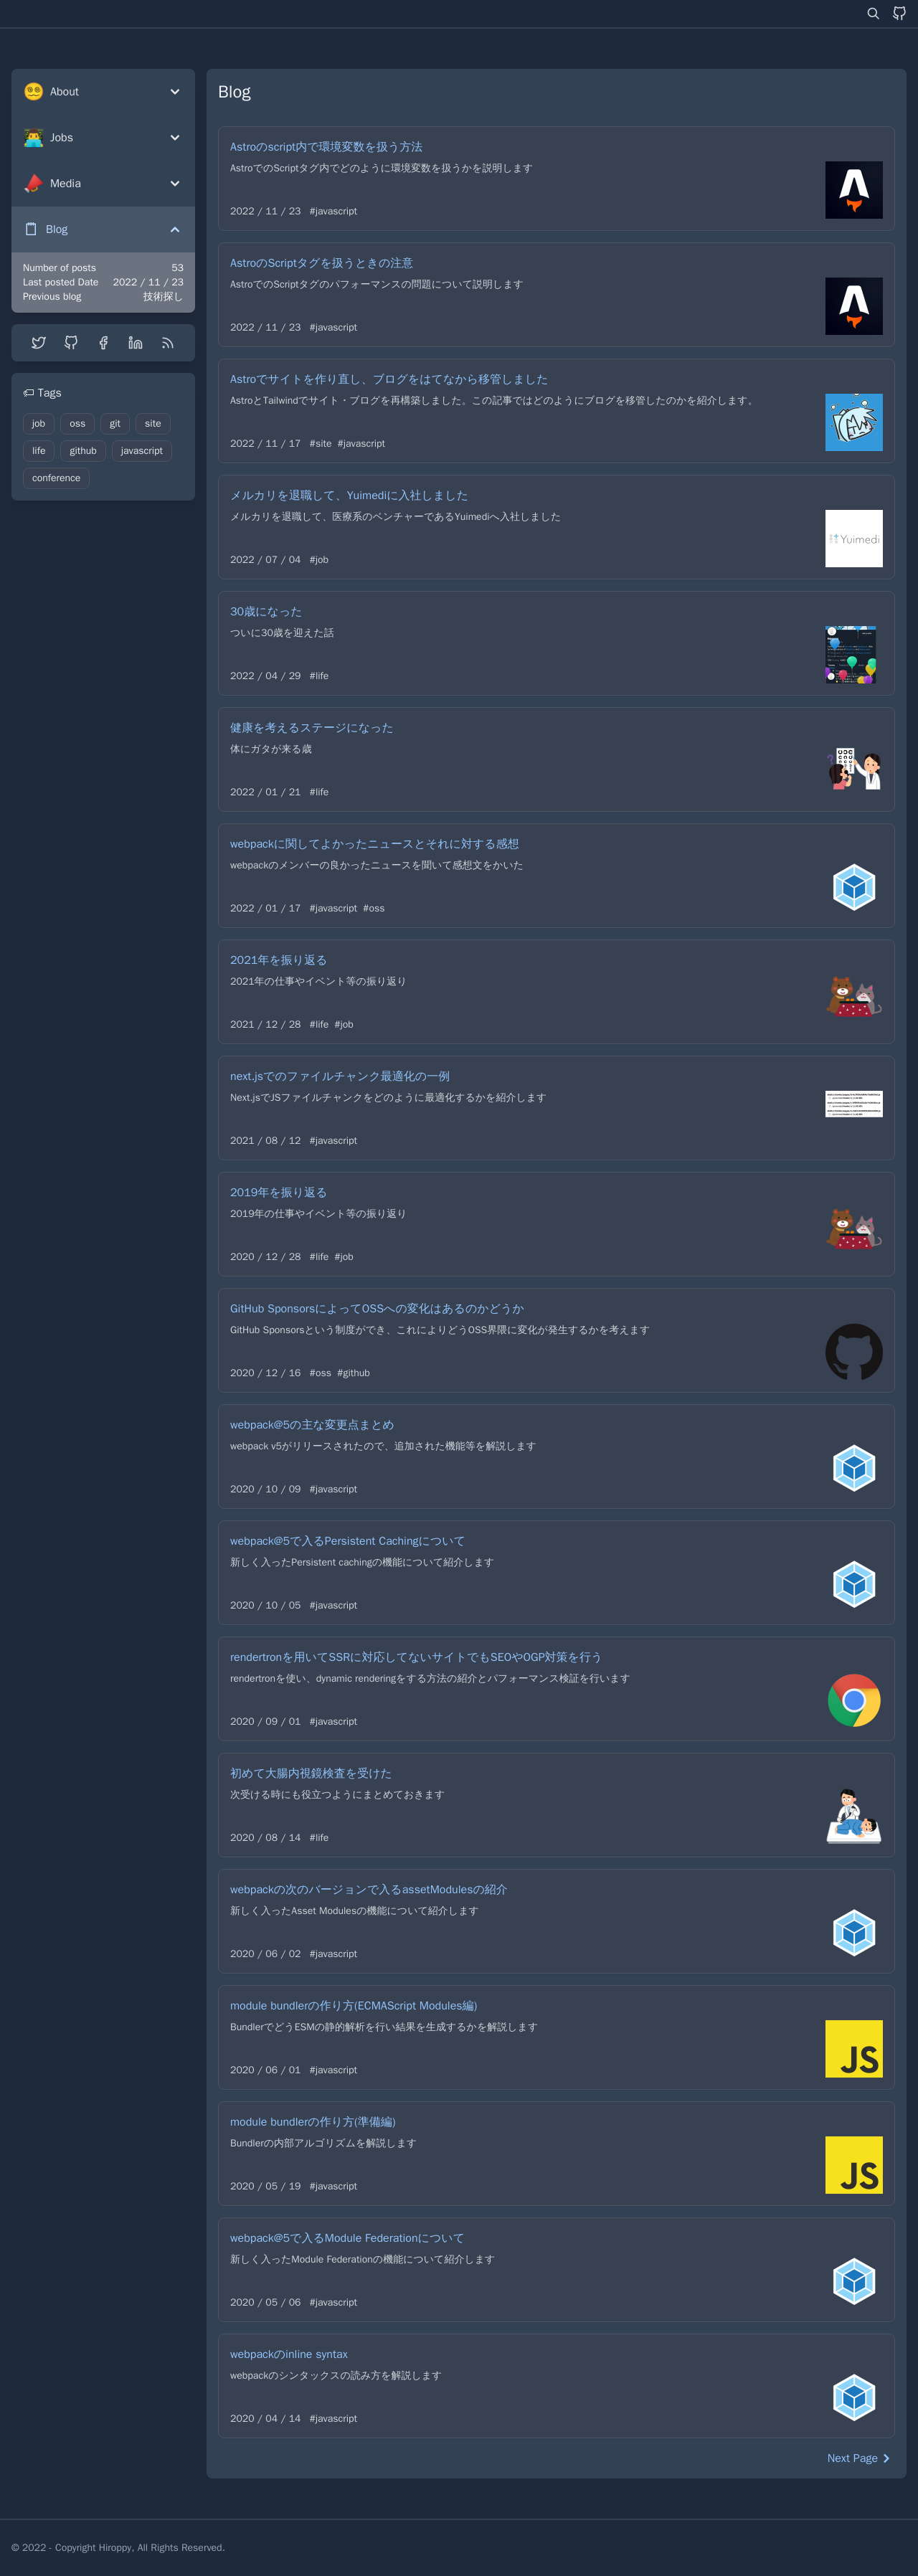 About
Jobs
Media
Blog
Number of posts 53
Last posted Date 2022 / 11 / 23
Previous blog 技術探し
Tags
job oss git site
life github javascript
conference
Blog
Astroのscript内で環境変数を扱う方法
AstroでのScriptタグ内でどのように環境変数を扱うかを説明します
2022 / 11 / 23 #javascript
AstroのScriptタグを扱うときの注意
AstroでのScriptタグのパフォーマンスの問題について説明します
2022 / 11 / 23 #javascript
Astroでサイトを作り直し、ブログをはてなから移管しました
AstroとTailwindでサイト・ブログを再構築しました。この記事ではどのようにブログを移管したのかを紹介します。
2022 / 11 / 17 #site #javascript
メルカリを退職して、Yuimediに入社しました
メルカリを退職して、医療系のベンチャーであるYuimediへ入社しました
Yuimedi
2022 / 07 / 04 #job
30歳になった
ついに30歳を迎えた話
2022 / 04 / 29 #life
健康を考えるステージになった
体にガタが来る歳
2022 / 01 / 21 #life
webpackに関してよかったニュースとそれに対する感想
webpackのメンバーの良かったニュースを聞いて感想文をかいた
2022 / 01 / 17 #javascript #oss
2021年を振り返る
2021年の仕事やイベント等の振り返り
2021 / 12 / 28 #life #job
next.jsでのファイルチャンク最適化の一例
Next.jsでJSファイルチャンクをどのように最適化するかを紹介します
2021 / 08 / 12 #javascript
2019年を振り返る
2019年の仕事やイベント等の振り返り
2020 / 12 / 28 #life #job
GitHub SponsorsによってOSSへの変化はあるのかどうか
GitHub Sponsorsという制度ができ、これによりどうOSS界隈に変化が発生するかを考えます
2020 / 12 / 16 #oss #github
webpack@5の主な変更点まとめ
webpack v5がリリースされたので、追加された機能等を解説します
2020 / 10 / 09 #javascript
webpack@5で入るPersistent Cachingについて
新しく入ったPersistent cachingの機能について紹介します
2020 / 10 / 05 #javascript
rendertronを用いてSSRに対応してないサイトでもSEOやOGP対策を行う
rendertronを使い、dynamic renderingをする方法の紹介とパフォーマンス検証を行います
2020 / 09 / 01 #javascript
初めて大腸内視鏡検査を受けた
次受ける時にも役立つようにまとめておきます
2020 / 08 / 14 #life
webpackの次のバージョンで入るassetModulesの紹介
新しく入ったAsset Modulesの機能について紹介します
2020 / 06 / 02 #javascript
module bundlerの作り方(ECMAScript Modules編)
BundlerでどうESMの静的解析を行い結果を生成するかを解説します
JS
2020 / 06 / 01 #javascript
module bundlerの作り方(準備編)
Bundlerの内部アルゴリズムを解説します
JS
2020 / 05 / 19 #javascript
webpack@5で入るModule Federationについて
新しく入ったModule Federationの機能について紹介します
2020 / 05 / 06 #javascript
webpackのinline syntax
webpackのシンタックスの読み方を解説します
2020 / 04 / 14 #javascript
Next Page
© 2022 - Copyright Hiroppy, All Rights Reserved.